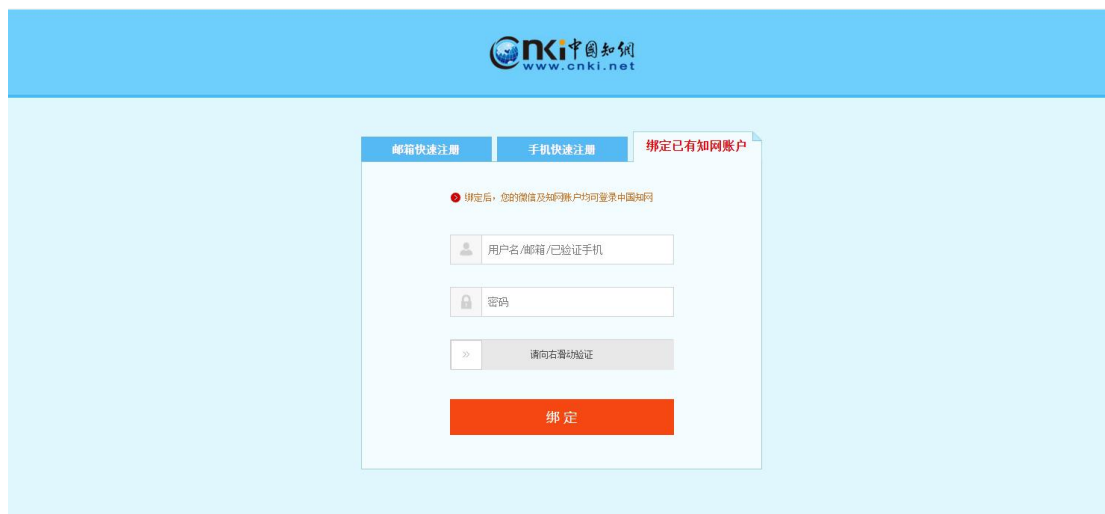 Cnki中国知网
www.cnki.net
邮箱快速注册
手机快速注册
绑定已有知网账户
绑定后，您的微信及知网账户均可登录中国知网
用户名/邮箱/已验证手机
密码
»
请向右滑动验证
绑 定